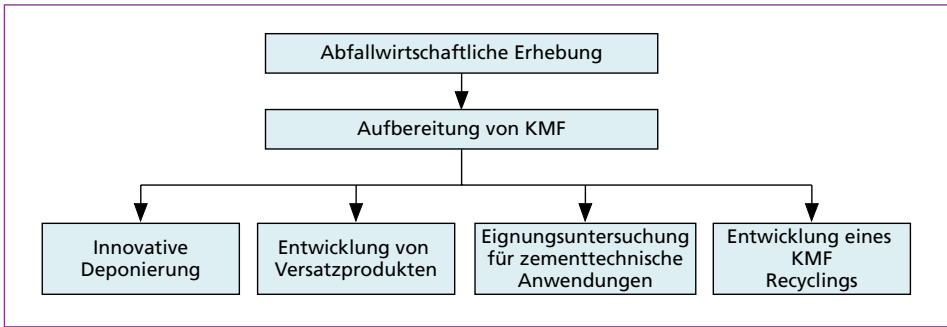 Abfallwirtschaftliche Erhebung
Aufbereitung von KMF
Innovative
Deponierung
Entwicklung von
Versatzprodukten
Eignungsuntersuchung
für zementtechnische
Anwendungen
Entwicklung eines
KMF
Recyclings